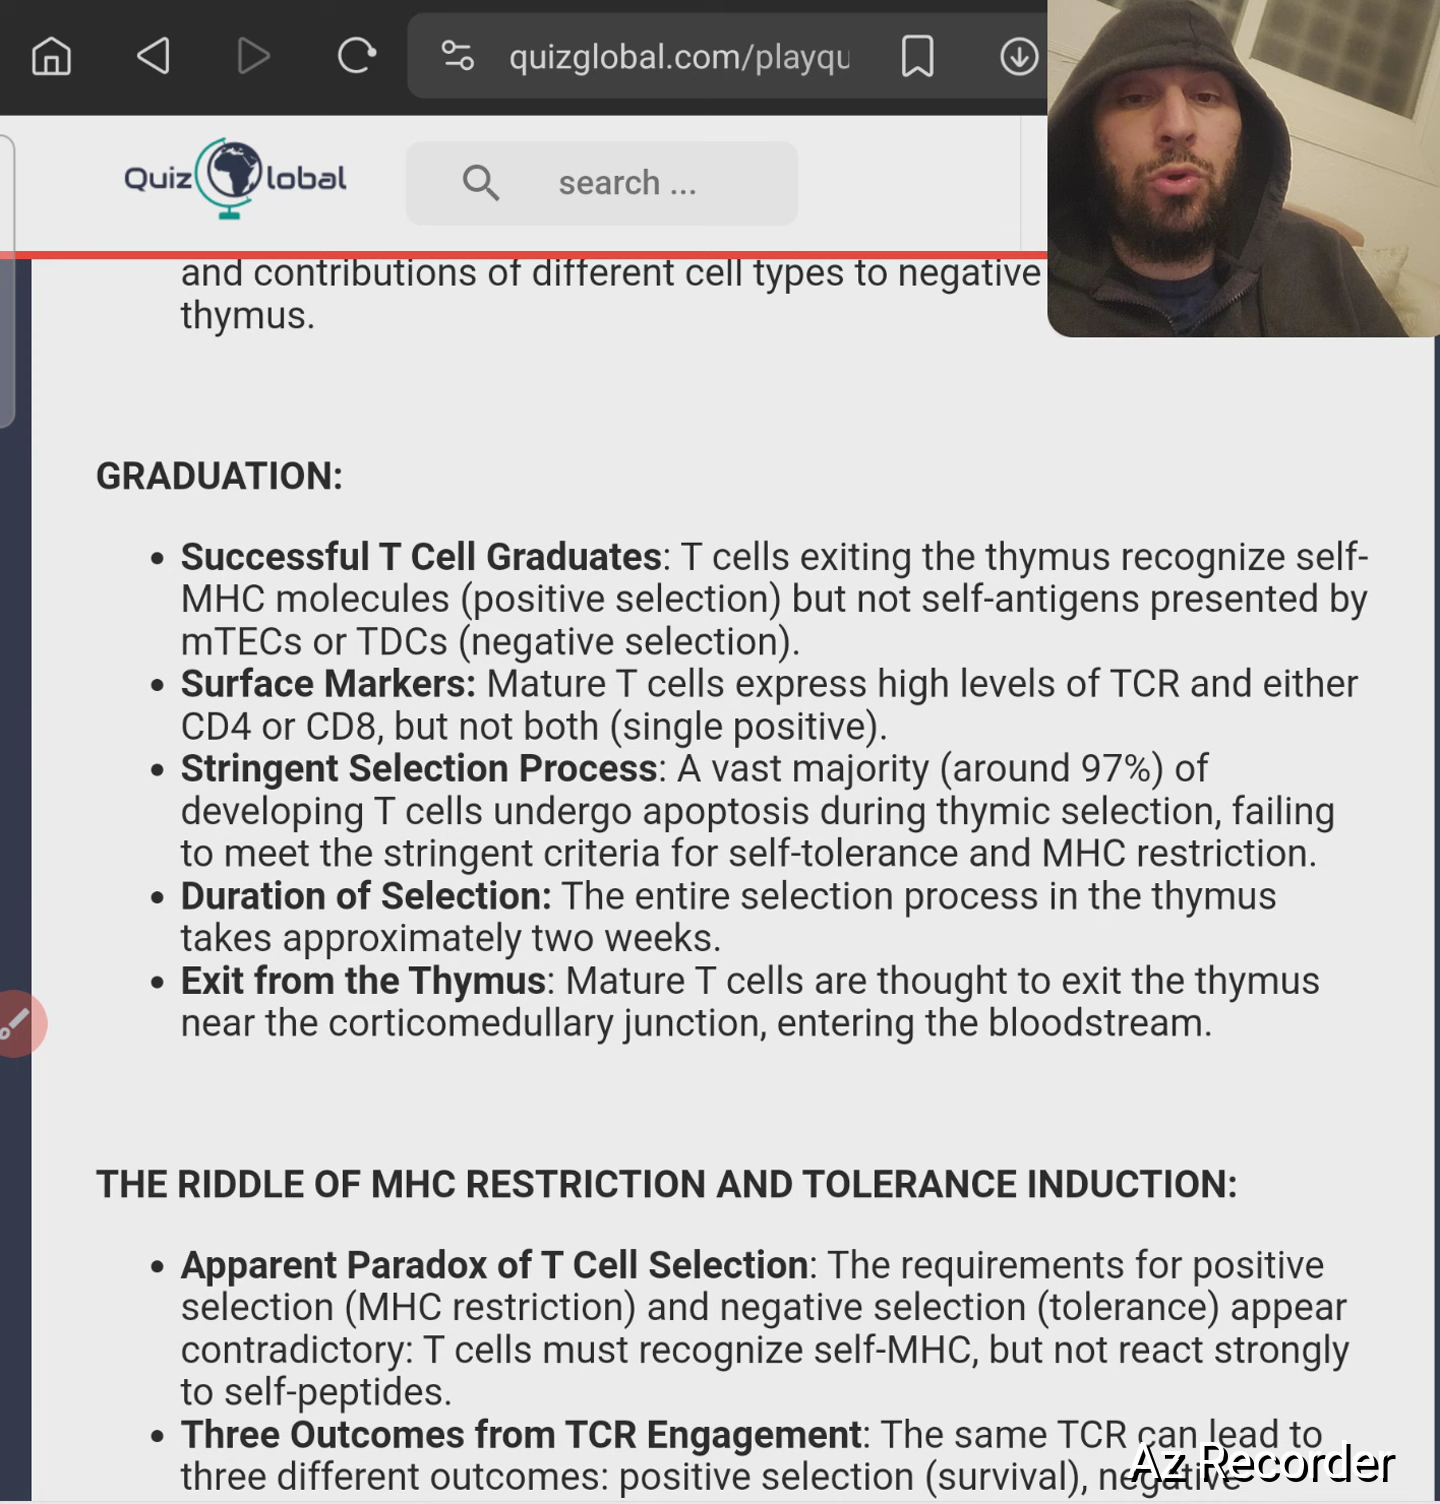 quizglobal.com/playqu
Quiz Global
search ...
and contributions of different cell types to negative
thymus.
GRADUATION:
• Successful T Cell Graduates: T cells exiting the thymus recognize self-
MHC molecules (positive selection) but not self-antigens presented by
mTECs or TDCs (negative selection).
• Surface Markers: Mature T cells express high levels of TCR and either
CD4 or CD8, but not both (single positive).
• Stringent Selection Process: A vast majority (around 97%) of
developing T cells undergo apoptosis during thymic selection, failing
to meet the stringent criteria for self-tolerance and MHC restriction.
• Duration of Selection: The entire selection process in the thymus
takes approximately two weeks.
• Exit from the Thymus: Mature T cells are thought to exit the thymus
near the corticomedullary junction, entering the bloodstream.
THE RIDDLE OF MHC RESTRICTION AND TOLERANCE INDUCTION:
• Apparent Paradox of T Cell Selection: The requirements for positive
selection (MHC restriction) and negative selection (tolerance) appear
contradictory: T cells must recognize self-MHC, but not react strongly
to self-peptides.
• Three Outcomes from TCR Engagement: The same TCR can lead to
three different outcomes: positive selection (survival), negative
Az Recorder